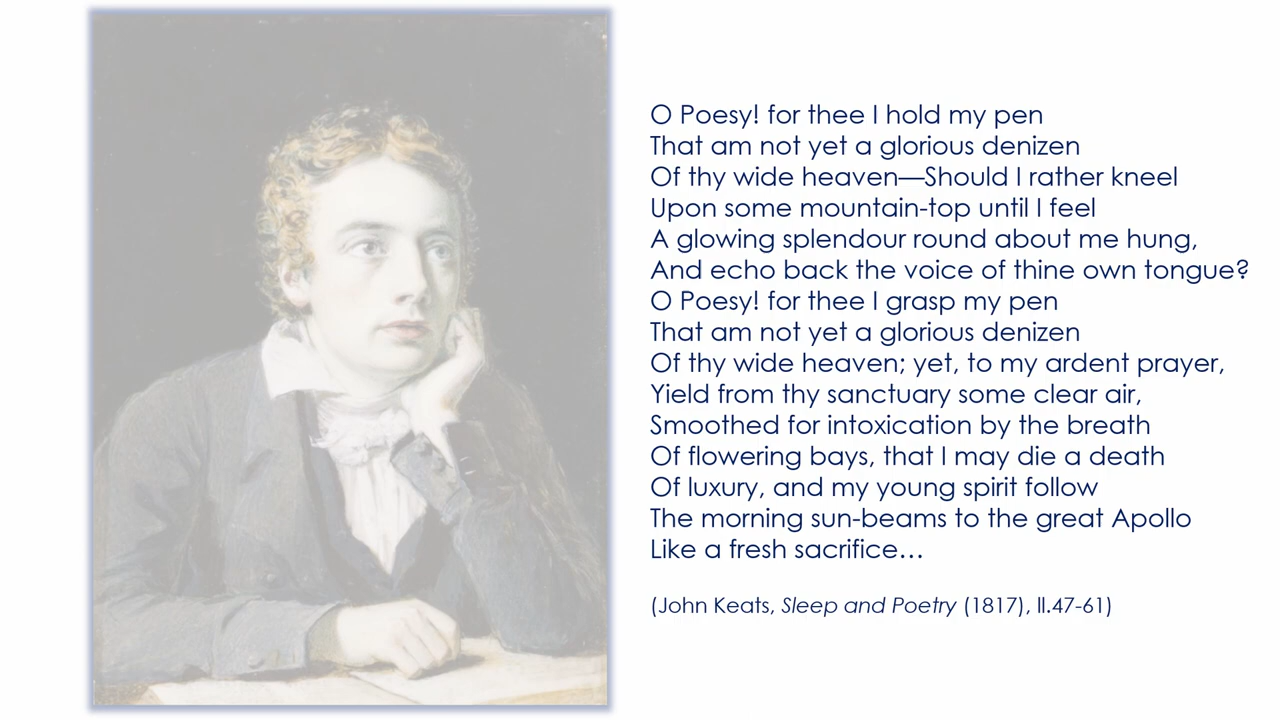 O Poesy! for thee I hold my pen
That am not yet a glorious denizen
Of thy wide heaven—Should I rather kneel
Upon some mountain-top until I feel
A glowing splendour round about me hung,
And echo back the voice of thine own tongue?
O Poesy! for thee I grasp my pen
That am not yet a glorious denizen
Of thy wide heaven; yet, to my ardent prayer,
Yield from thy sanctuary some clear air,
Smoothed for intoxication by the breath
Of flowering bays, that I may die a death
Of luxury, and my young spirit follow
The morning sun-beams to the great Apollo
Like a fresh sacrifice…
(John Keats, Sleep and Poetry (1817), ll.47-61)